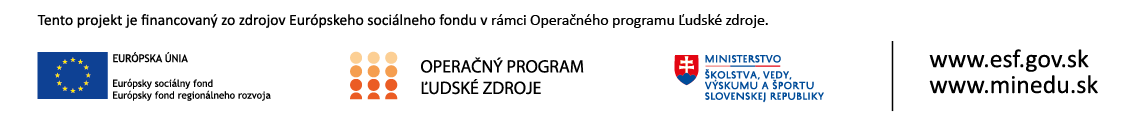 Tento projekt je financovaný zo zdrojov Európskeho sociálneho fondu v rámci Operačného programu Ľudské zdroje.
EURÓPSKA ÚNIA
Európsky sociálny fond
Európsky fond regionálneho rozvoja
OPERAČNÝ PROGRAM
ĽUDSKÉ ZDROJE
MINISTERSTVO
ŠKOLSTVA, VEDY,
VÝSKUMU A ŠPORTU
SLOVENSKEJ REPUBLIKY
www.esf.gov.sk
www.minedu.sk